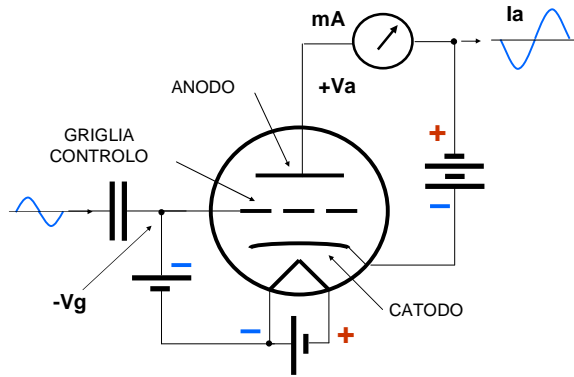 mA
Ia
ANODO
+Va
GRIGLIA
CONTROLO
+
−
−
-Vg
CATODO
−
+